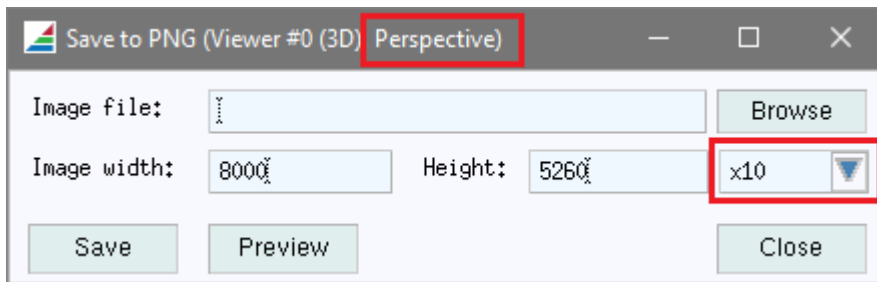 Save to PNG (Viewer #0 (3D) Perspective)
Image file: Browse
Image width: 8000 Height: 5260 x10
Save Preview Close